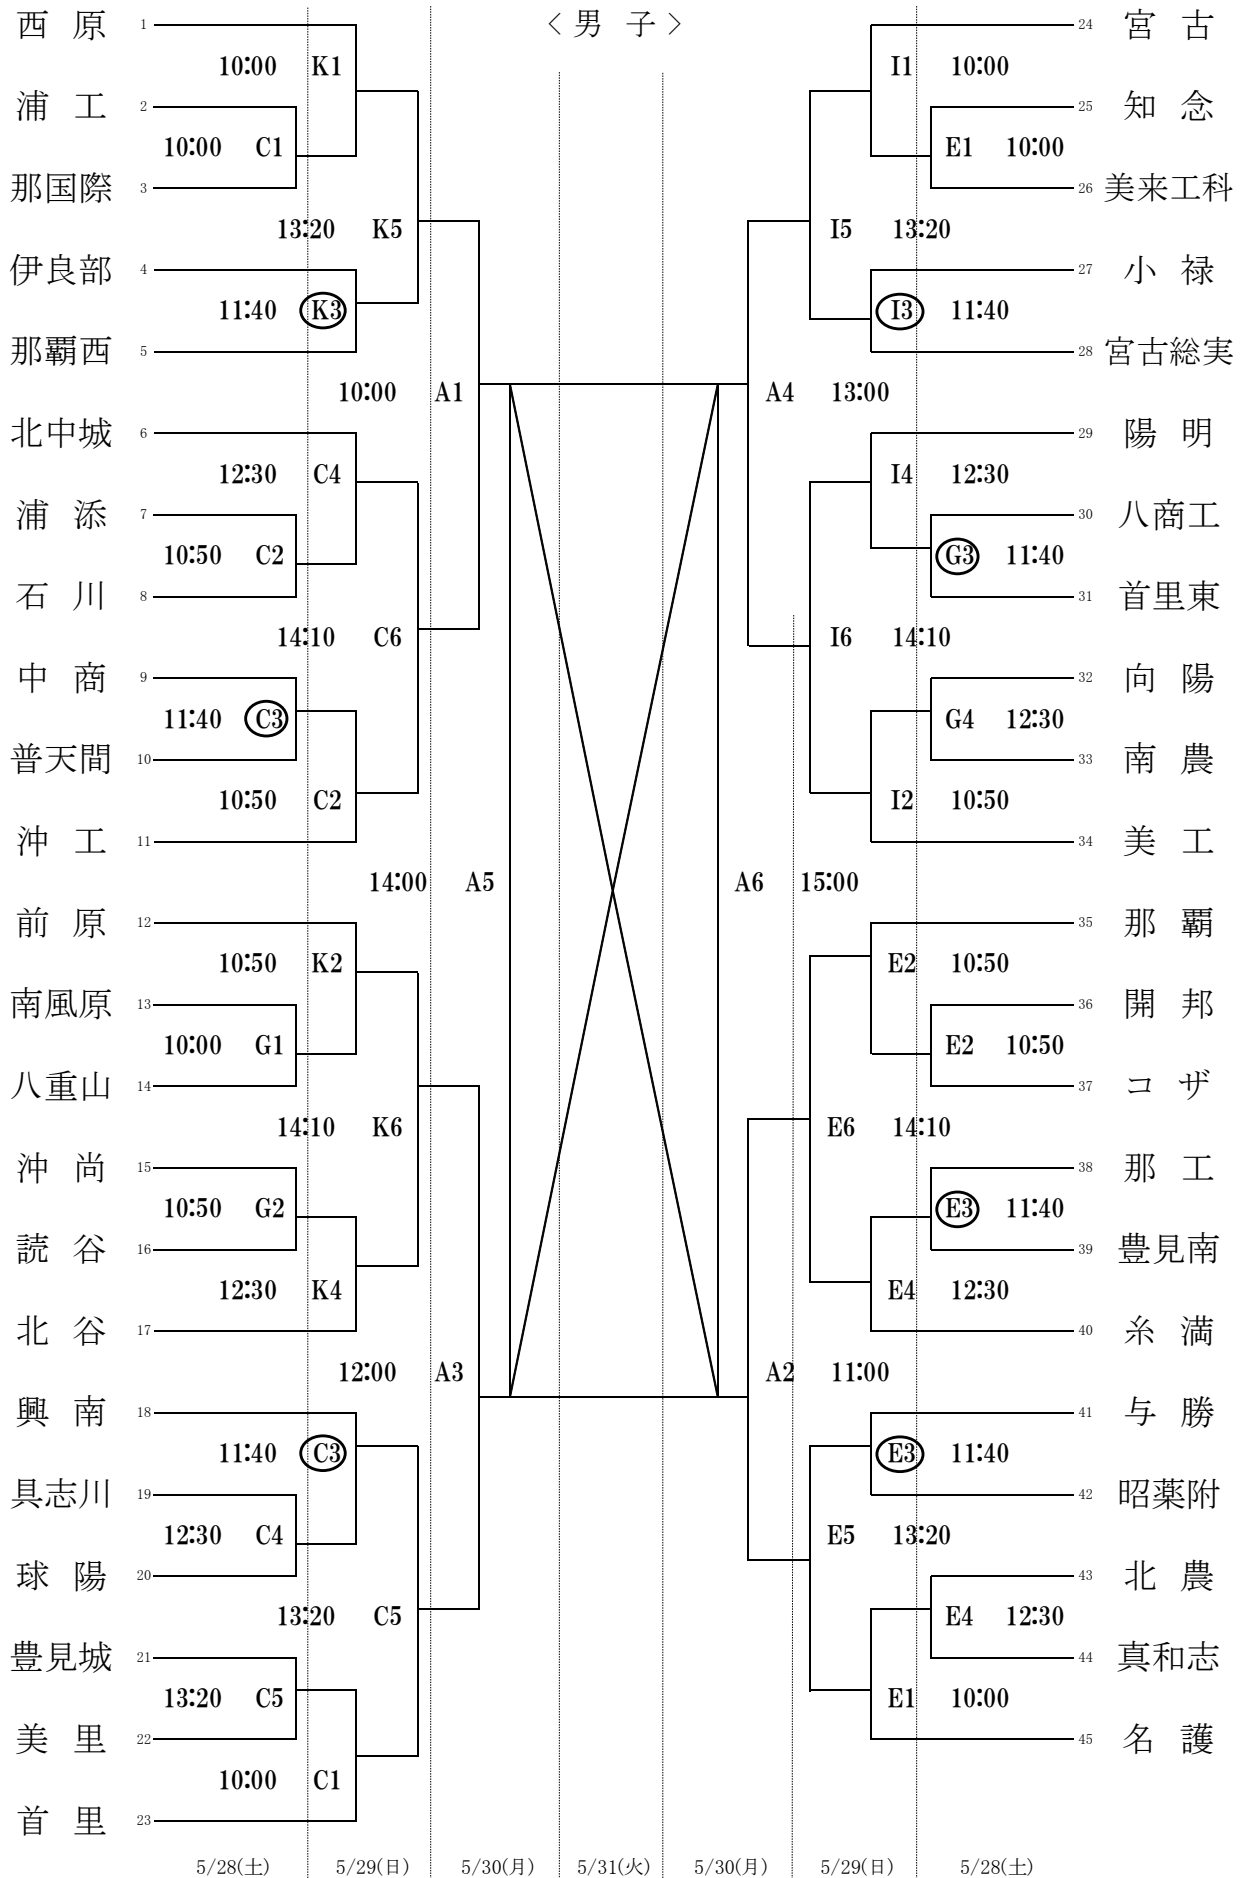 ＜ 男 子 ＞
西 原 1 24 宮 古
10:00 K1 I1 10:00
浦 工 2 25 知 念
10:00 C1 E1 10:00
那国際 3 26 美来工科
13:20 K5 I5 13:20
伊良部 4 27 小 禄
11:40 K3 I3 11:40
那覇西 5 28 宮古総実
10:00 A1 A4 13:00
北中城 6 29 陽 明
12:30 C4 I4 12:30
浦 添 7 30 八商工
10:50 C2 G3 11:40
石 川 8 31 首里東
14:10 C6 I6 14:10
中 商 9 32 向 陽
11:40 C3 G4 12:30
普天間 10 33 南 農
10:50 C2 I2 10:50
沖 工 11 34 美 工
14:00 A5 A6 15:00
前 原 12 35 那 覇
10:50 K2 E2 10:50
南風原 13 36 開 邦
10:00 G1 E2 10:50
八重山 14 37 コ ザ
14:10 K6 E6 14:10
沖 尚 15 38 那 工
10:50 G2 E3 11:40
読 谷 16 39 豊見南
12:30 K4 E4 12:30
北 谷 17 40 糸 満
12:00 A3 A2 11:00
興 南 18 41 与 勝
11:40 C3 E3 11:40
具志川 19 42 昭薬附
12:30 C4 E5 13:20
球 陽 20 43 北 農
13:20 C5 E4 12:30
豊見城 21 44 真和志
13:20 C5 E1 10:00
美 里 22 45 名 護
10:00 C1
首 里 23
5/28(土) 5/29(日) 5/30(月) 5/31(火) 5/30(月) 5/29(日) 5/28(土)